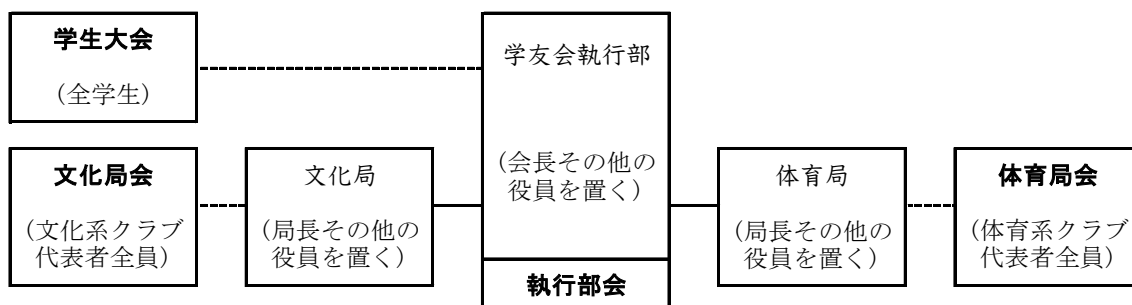 学生大会
（全学生）
学友会執行部
（会長その他の
役員を置く）
執行部会
文化局会
（文化系クラブ
代表者全員）
文化局
（局長その他の
役員を置く）
体育局
（局長その他の
役員を置く）
体育局会
（体育系クラブ
代表者全員）